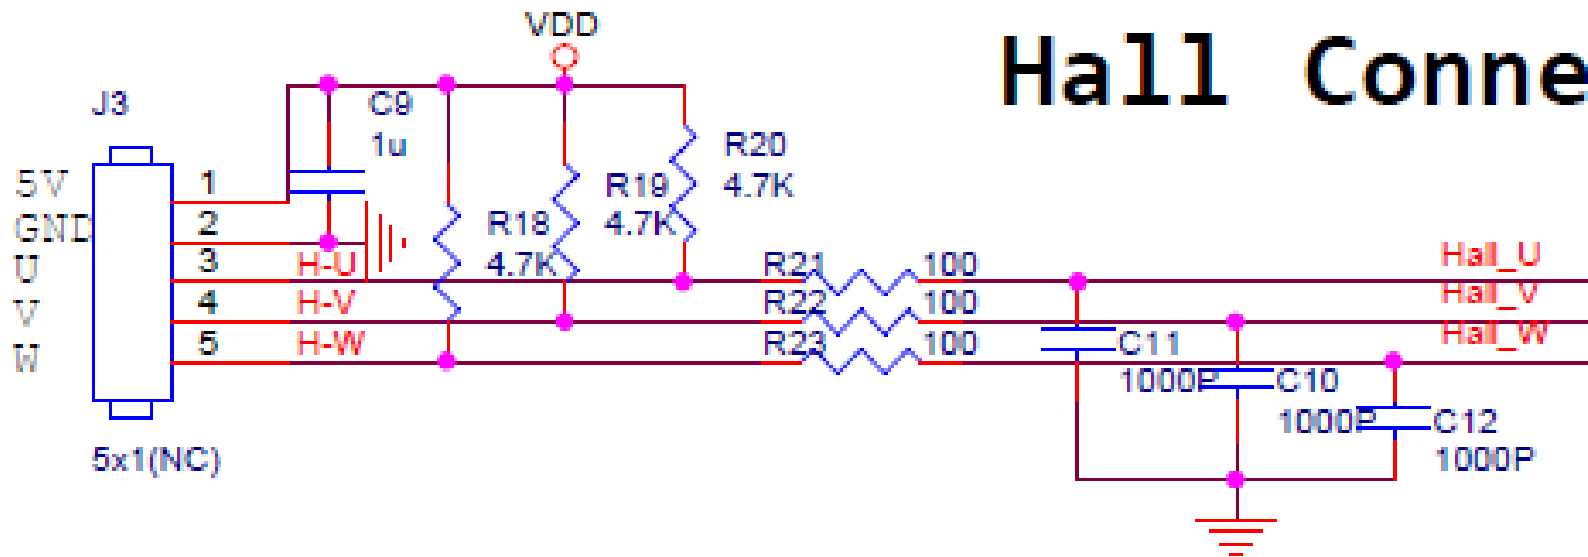 VDD
Hall Conne
J3
C9
1u
R20
4.7K
R19
4.7K
R18
4.7K
5V
1
GND
2
U
3
H-U
V
4
H-V
W
5
H-W
R21
100
R22
100
R23
100
Hall_U
Hall_V
Hall_W
C11
1000P
C10
1000P
C12
1000P
5x1(NC)